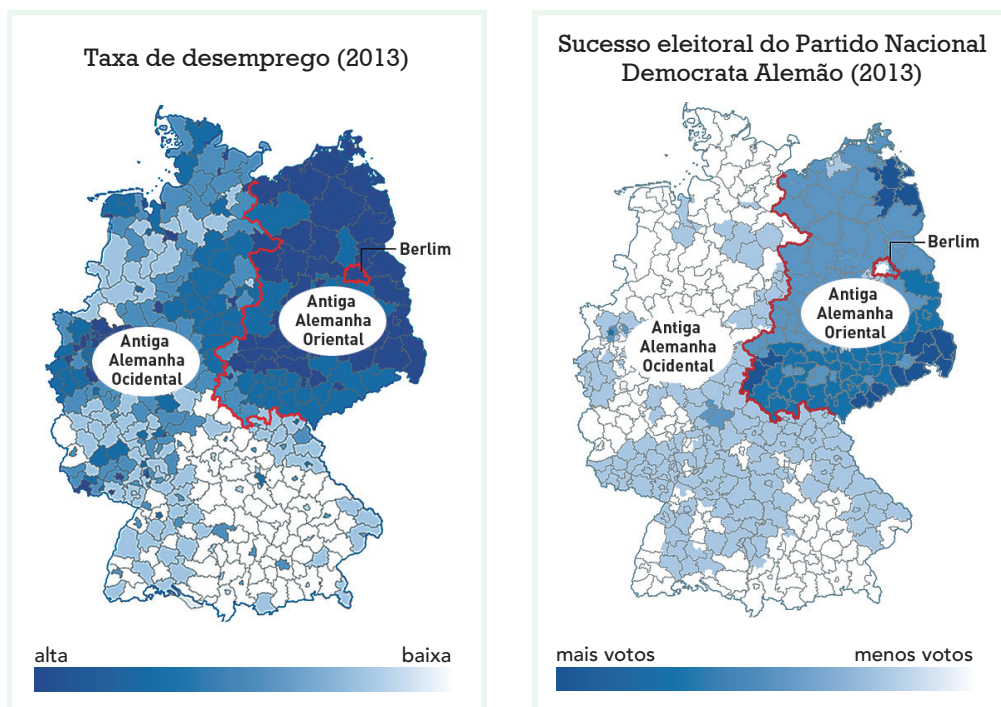 Taxa de desemprego (2013)
Berlim
Antiga
Alemanha
Oriental
Antiga
Alemanha
Ocidental
alta
baixa
Sucesso eleitoral do Partido Nacional
Democrata Alemão (2013)
Berlim
Antiga
Alemanha
Oriental
Antiga
Alemanha
Ocidental
mais votos
menos votos